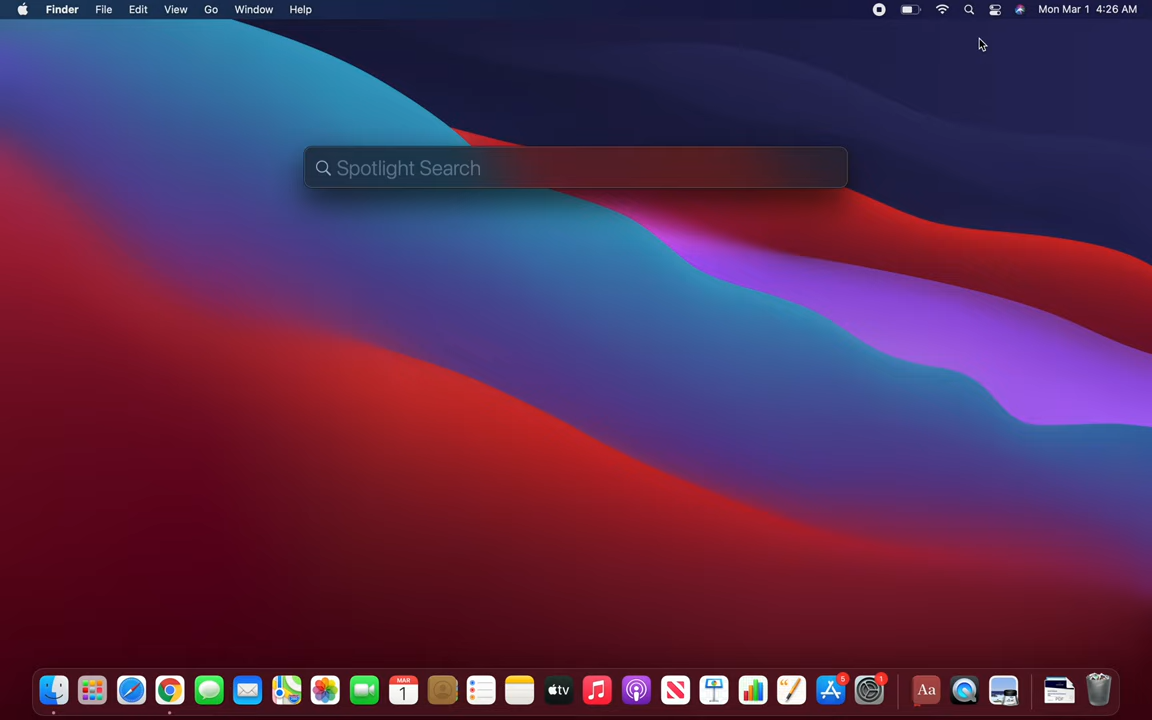 Finder File Edit View Go Window Help Mon Mar 1 4:26 AM
Spotlight Search
MAR
1
tv
5
1
Aa
PDF